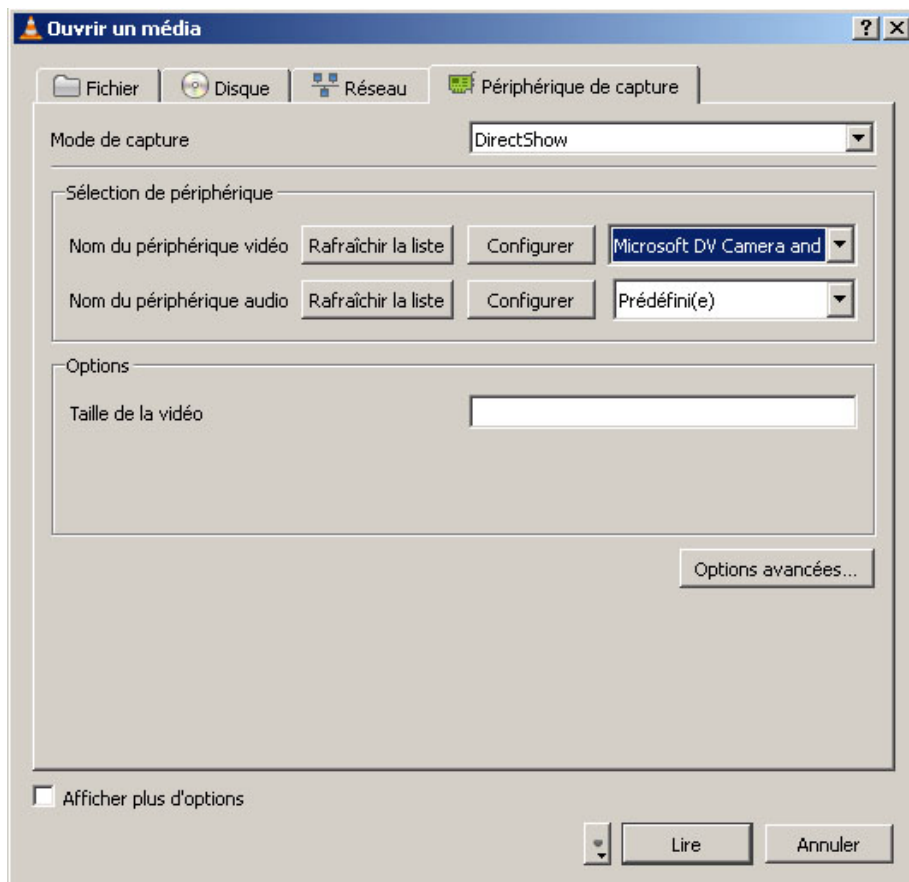 Ouvrir un média
Fichier Disque Réseau Périphérique de capture
Mode de capture DirectShow
Sélection de périphérique
Nom du périphérique vidéo Rafraîchir la liste Configurer Microsoft DV Camera and
Nom du périphérique audio Rafraîchir la liste Configurer Prédéfini(e)
Options
Taille de la vidéo
Options avancées...
Afficher plus d'options
Lire Annuler